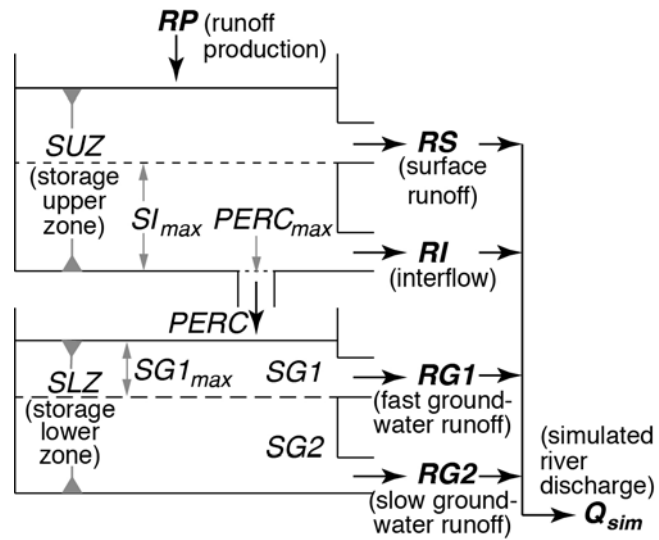 RP (runoff
production)
SUZ
(storage
upper
zone)
SImax
PERCmax
RS
(surface
runoff)
RI
(interflow)
PERC
SLZ
(storage
lower
zone)
SG1max
SG1
SG2
RG1
(fast ground-
water runoff)
RG2
(slow ground-
water runoff)
(simulated
river
discharge)
Qsim